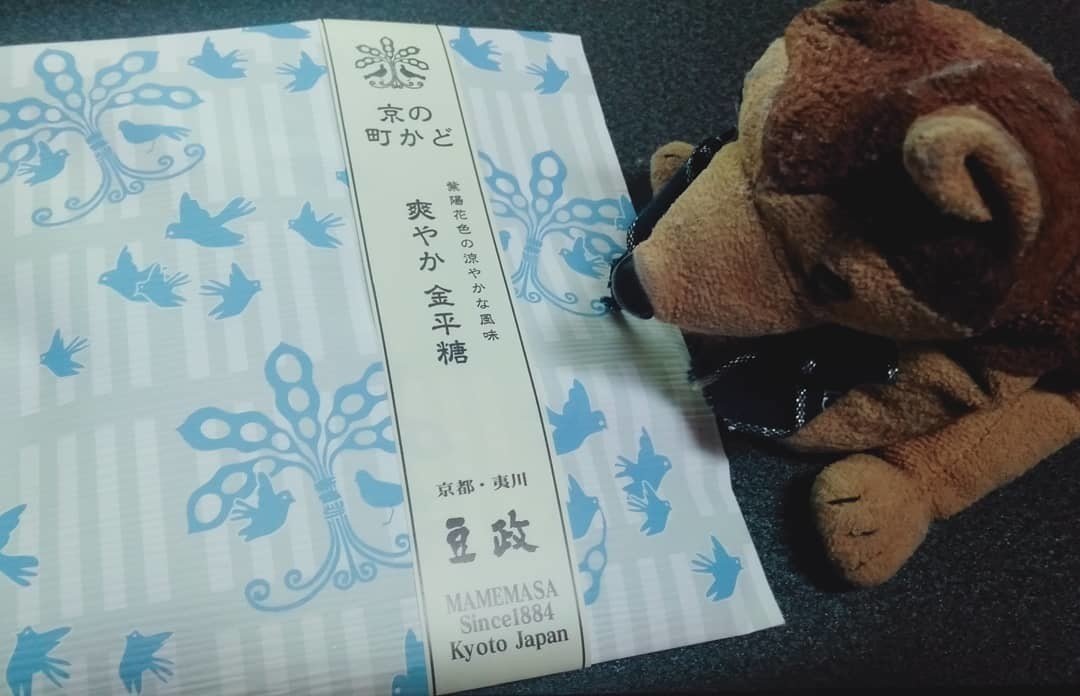 京の
町かど
紫陽花色の涼やかな風味
爽やか 金平糖
京都・夷川
豆政
MAMEMASA
Since1884
Kyoto Japan